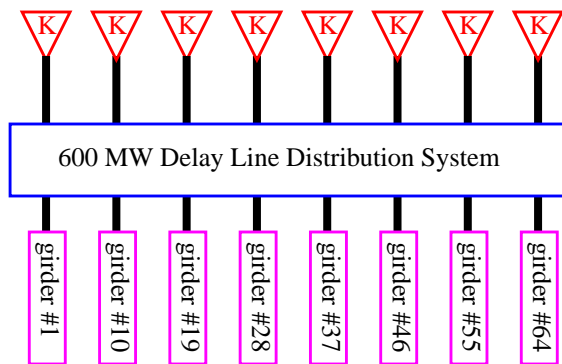 K K K K K K K K
600 MW Delay Line Distribution System
girder #1
girder #10
girder #19
girder #28
girder #37
girder #46
girder #55
girder #64